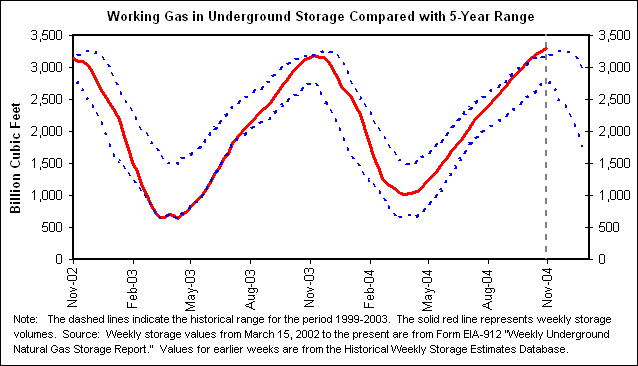 Working Gas in Underground Storage Compared with 5-Year Range
Billion Cubic Feet
3,500
3,000
2,500
2,000
1,500
1,000
500
0
3,500
3,000
2,500
2,000
1,500
1,000
500
0
Nov-02
Feb-03
May-03
Aug-03
Nov-03
Feb-04
May-04
Aug-04
Nov-04
Note: The dashed lines indicate the historical range for the period 1999-2003. The solid red line represents weekly storage
volumes. Source: Weekly storage values from March 15, 2002 to the present are from Form EIA-912 "Weekly Underground
Natural Gas Storage Report." Values for earlier weeks are from the Historical Weekly Storage Estimates Database.